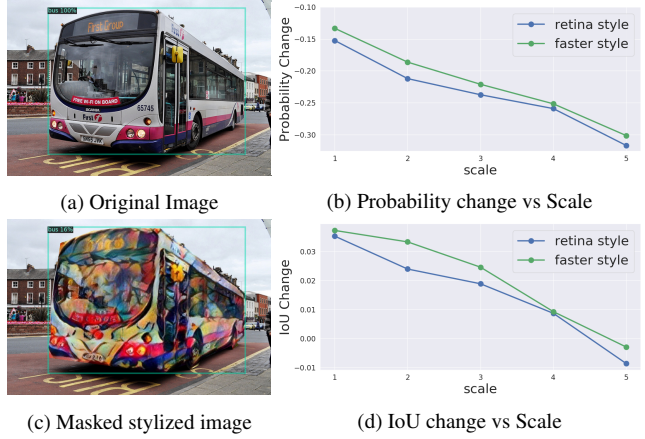 bus 100%
First Group
First
FREE WI-FI ON BOARD
SCANIA
65745
First
(a) Original Image
Probability Change
-0.10
-0.15
-0.20
-0.25
-0.30
retina style
faster style
1 2 3 4 5
scale
(b) Probability change vs Scale
bus 16%
(c) Masked stylized image
IoU Change
0.03
0.02
0.01
0.00
-0.01
retina style
faster style
1 2 3 4 5
scale
(d) IoU change vs Scale